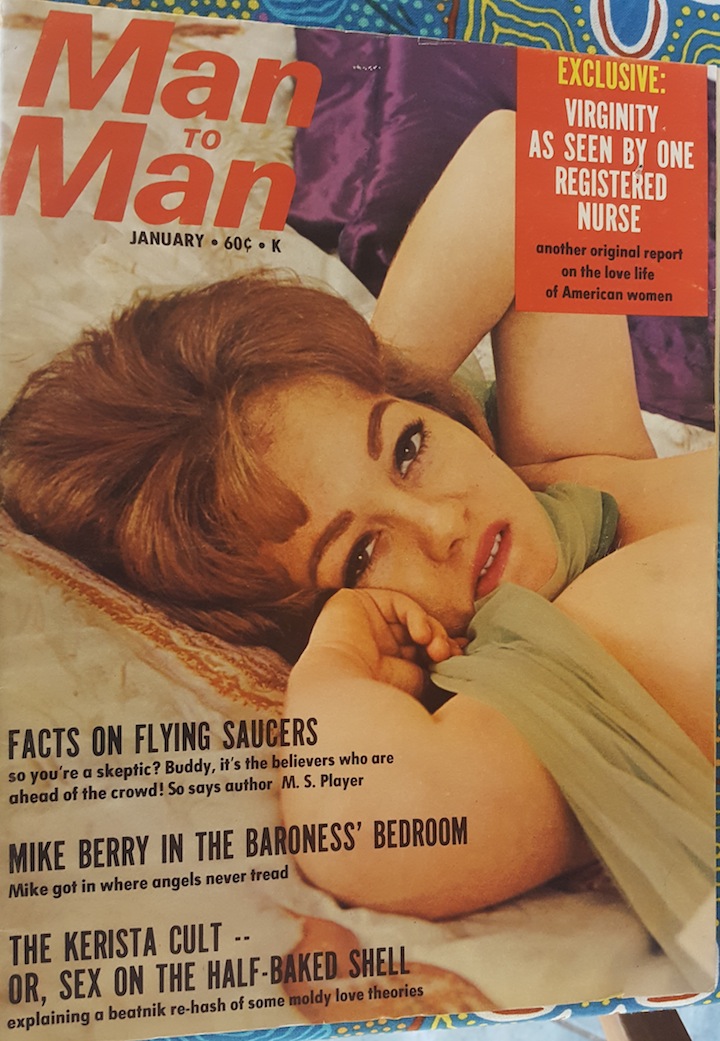 Man
TO
Man
JANUARY • 60¢ • K
EXCLUSIVE:
VIRGINITY
AS SEEN BY ONE
REGISTERED
NURSE
another original report
on the love life
of American women
FACTS ON FLYING SAUCERS
so you're a skeptic? Buddy, it's the believers who are
ahead of the crowd! So says author M. S. Player
MIKE BERRY IN THE BARONESS' BEDROOM
Mike got in where angels never tread
THE KERISTA CULT --
OR, SEX ON THE HALF-BAKED SHELL
explaining a beatnik re-hash of some moldy love theories